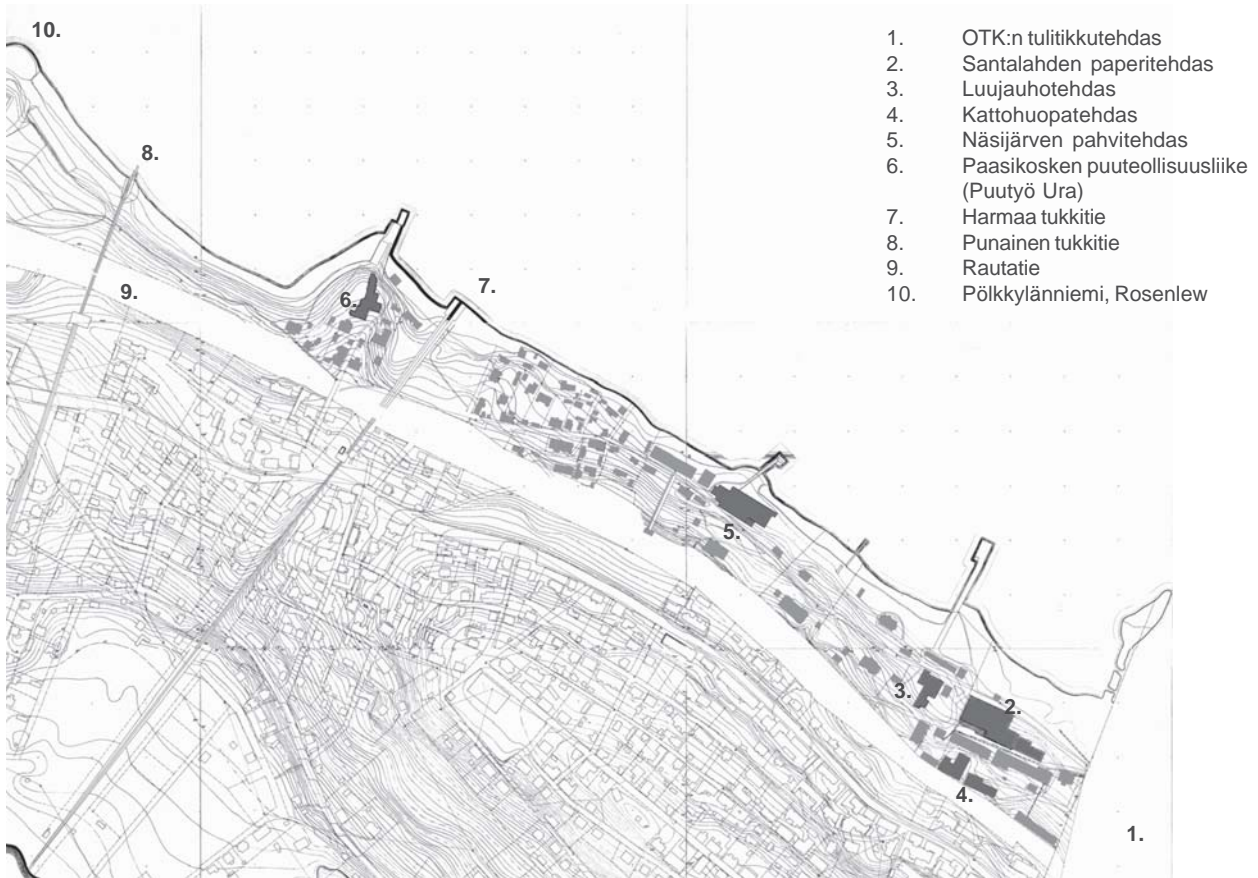 10.
8.
9.
6.
7.
5.
3.
2.
4.
1.
1. OTK:n tulitikkutehdas
2. Santalahden paperitehdas
3. Luujauhotehdas
4. Kattohuopatehdas
5. Näsijärven pahvitehdas
6. Paasikosken puuteollisuusliike
(Puutyö Ura)
7. Harmaa tukkitie
8. Punainen tukkitie
9. Rautatie
10. Pölkkylänniemi, Rosenlew